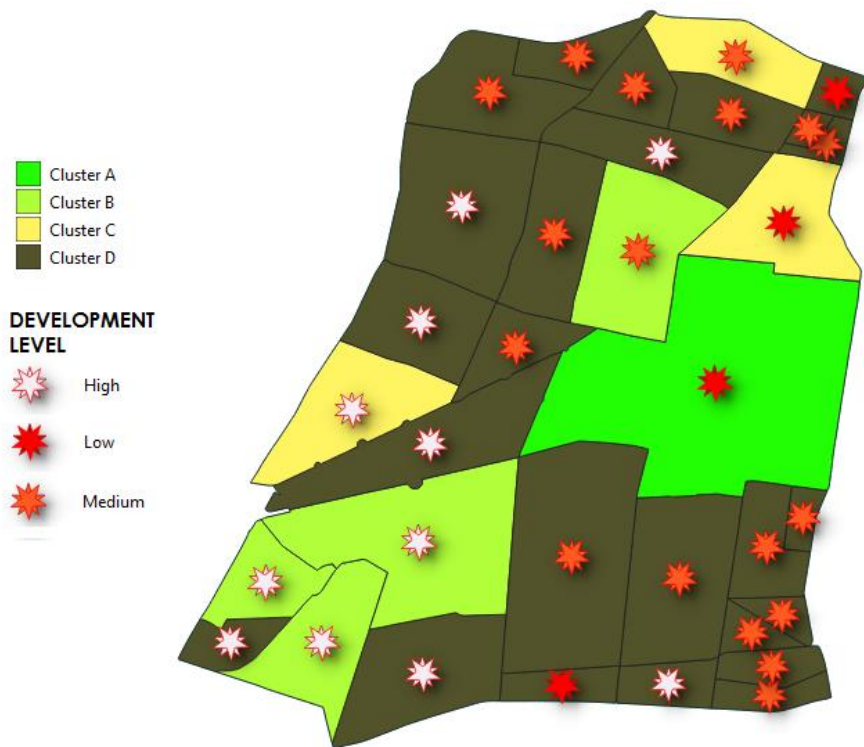 Cluster A
Cluster B
Cluster C
Cluster D
DEVELOPMENT
LEVEL
High
Low
Medium